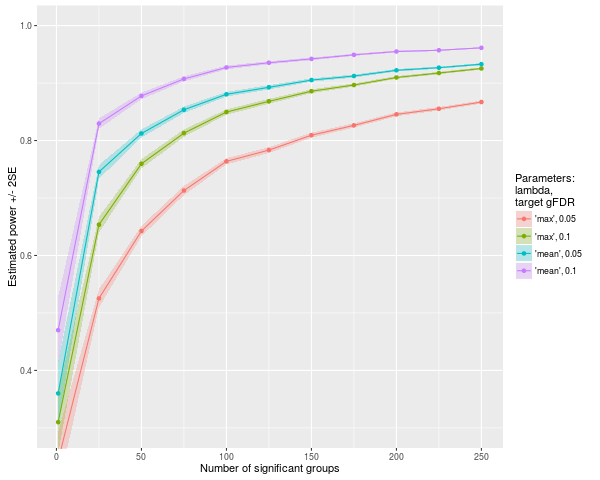 1.0
0.8
0.6
0.4
Estimated power +/- 2SE
0
50
100
150
200
250
Number of significant groups
Parameters:
lambda,
target gFDR
'max', 0.05
'max', 0.1
'mean', 0.05
'mean', 0.1